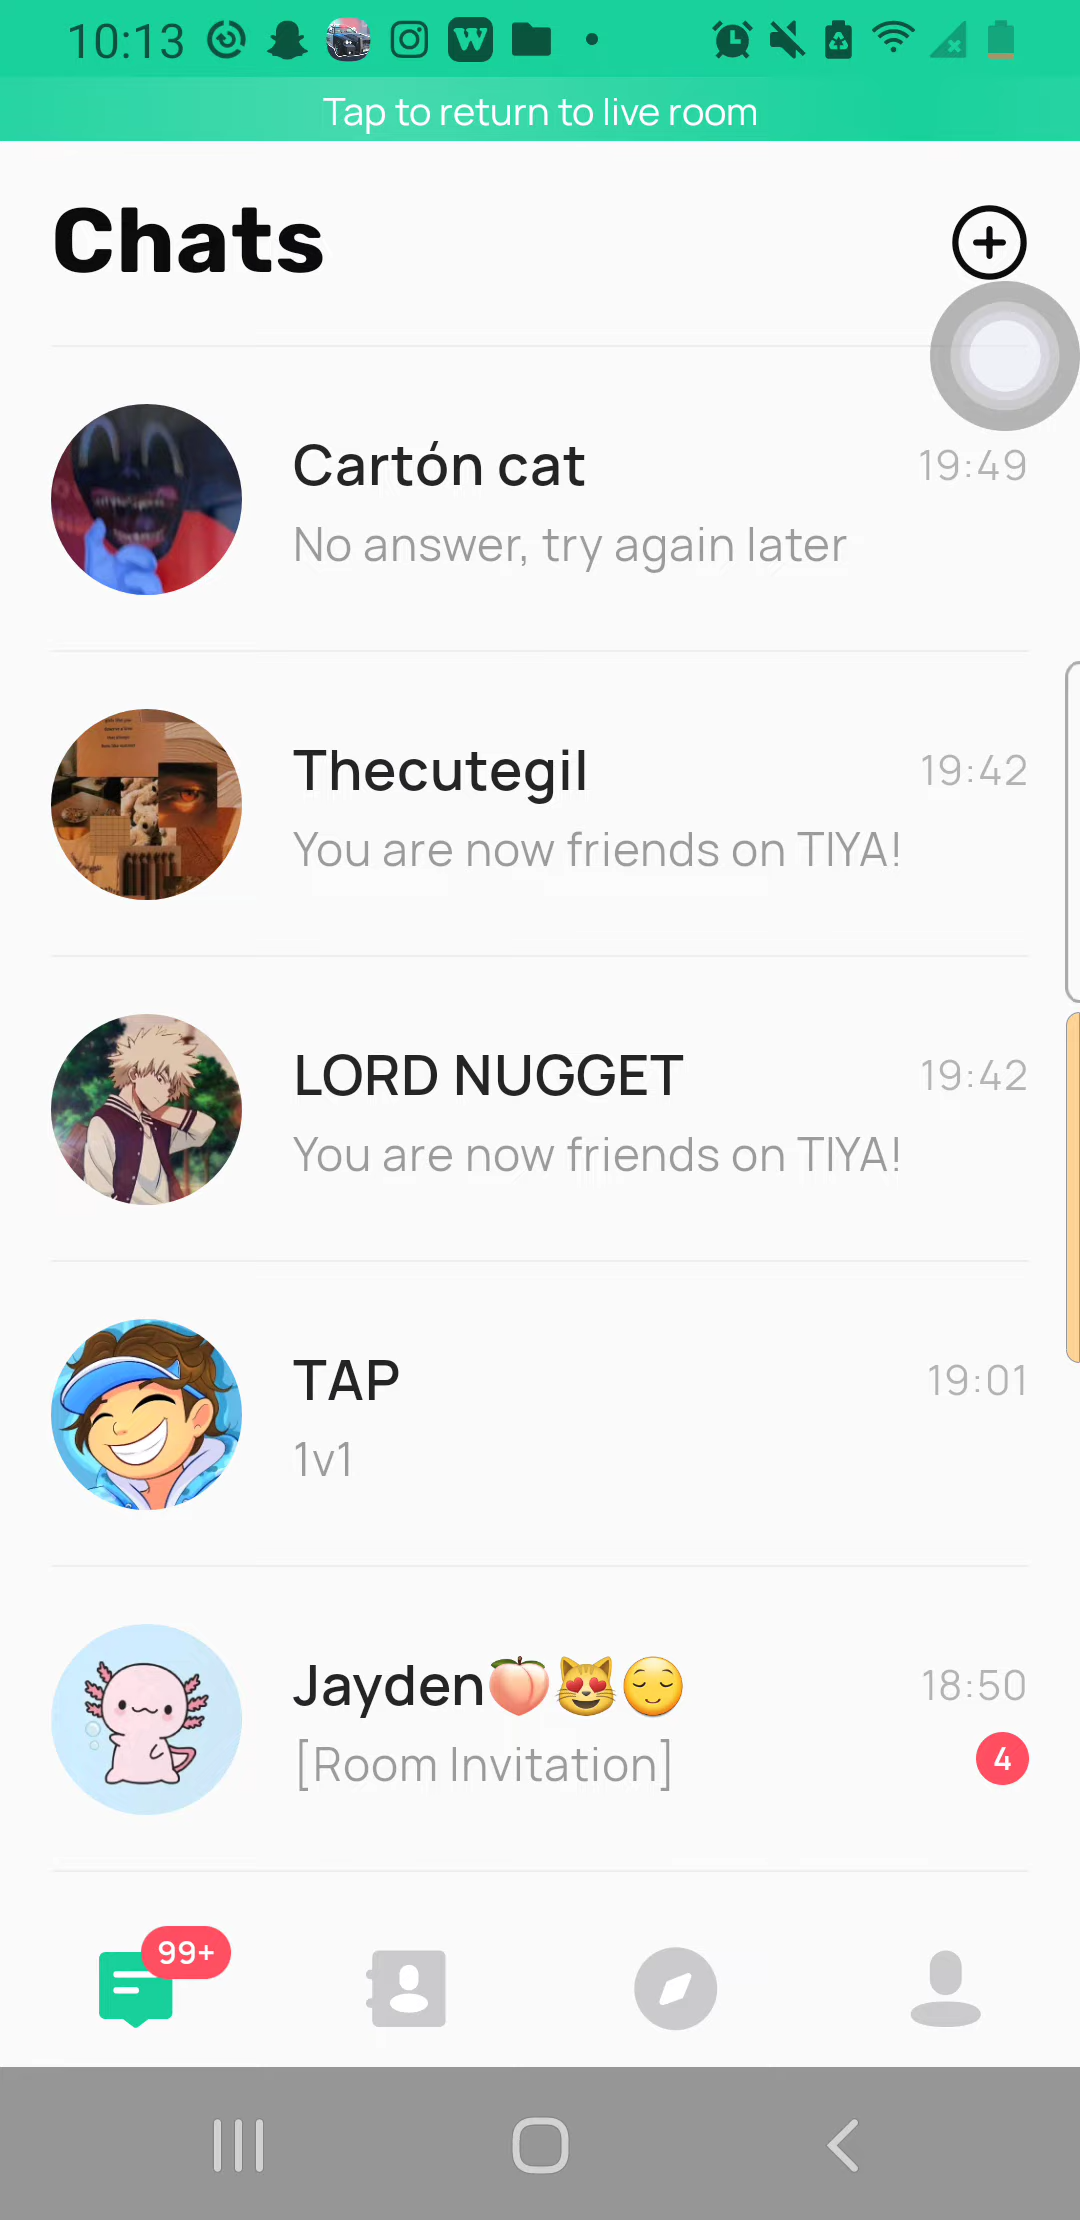 10:13
Tap to return to live room
Chats
Cartón cat
19:49
No answer, try again later
Thecutegil
19:42
You are now friends on TIYA!
LORD NUGGET
19:42
You are now friends on TIYA!
TAP
19:01
1v1
Jayden🍑😻😌
18:50
[Room Invitation]
4
99+